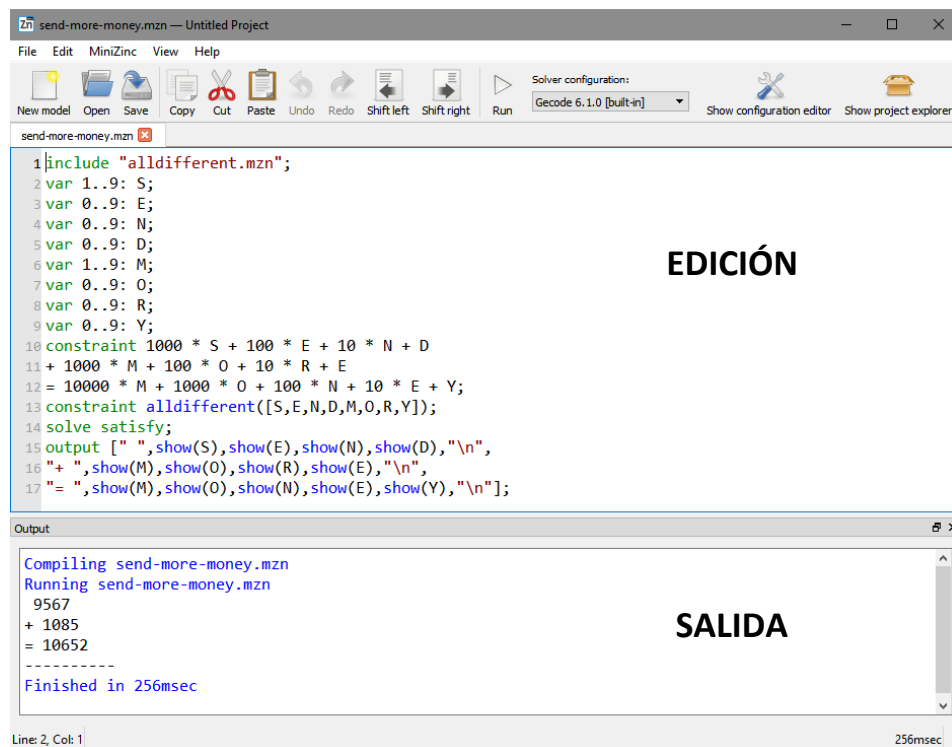 send-more-money.mzn — Untitled Project
File Edit MiniZinc View Help
New model Open Save Copy Cut Paste Undo Redo Shift left Shift right Run Solver configuration: Gecode 6.1.0 [built-in] Show configuration editor Show project explorer
send-more-money.mzn
1 include "alldifferent.mzn";
2 var 1..9: S;
3 var 0..9: E;
4 var 0..9: N;
5 var 0..9: D;
6 var 1..9: M;
7 var 0..9: O;
8 var 0..9: R;
9 var 0..9: Y;
10 constraint 1000 * S + 100 * E + 10 * N + D
11 + 1000 * M + 100 * O + 10 * R + E
12 = 10000 * M + 1000 * O + 100 * N + 10 * E + Y;
13 constraint alldifferent([S,E,N,D,M,O,R,Y]);
14 solve satisfy;
15 output [" ",show(S),show(E),show(N),show(D),"\n",
16 "+ ",show(M),show(O),show(R),show(E),"\n",
17 "= ",show(M),show(O),show(N),show(E),show(Y),"\n"];
EDICIÓN
Output
Compiling send-more-money.mzn
Running send-more-money.mzn
9567
+ 1085
= 10652
----------
Finished in 256msec
SALIDA
Line: 2, Col: 1
256msec